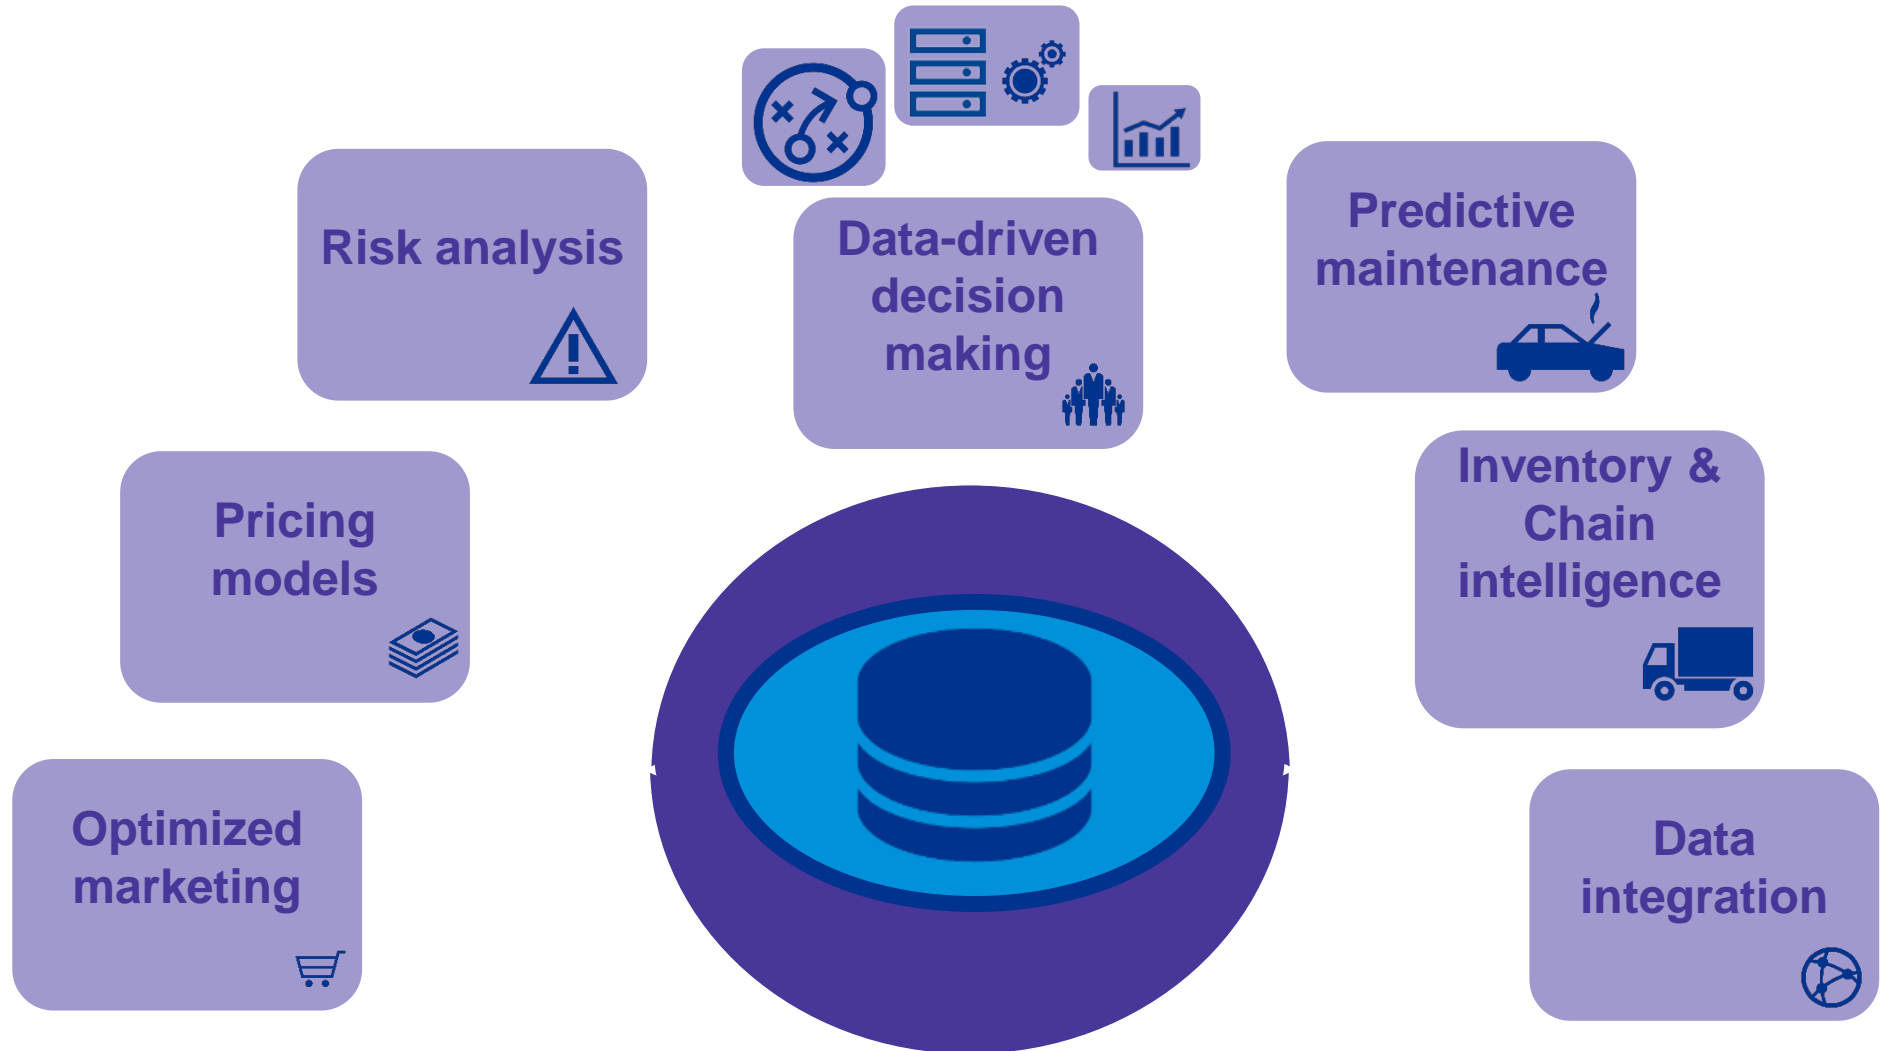 Risk analysis
Data-driven
decision
making
Predictive
maintenance
Pricing
models
Inventory &
Chain
intelligence
Optimized
marketing
Data
integration